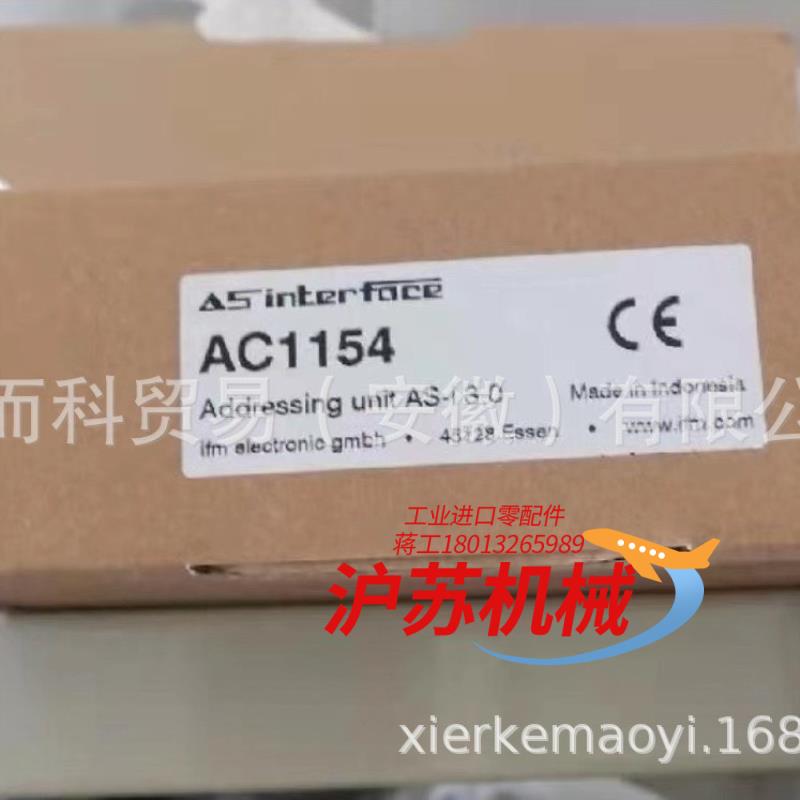 AS interface
AC1154
CE
Addressing unit AS-i 3.0
Made in Indonesia
ifm electronic gmbh • 45128 Essen • www.ifm.com
而科贸易（安徽）有限公
工业进口零配件
蒋工18013265989
沪苏机械
xierkemaoyi.168